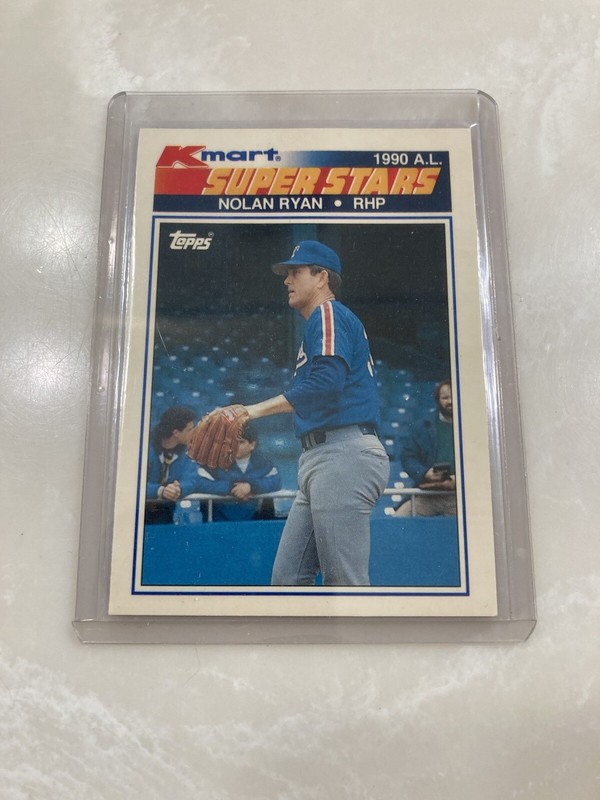 Kmart® 1990 A.L.
SUPER STARS
NOLAN RYAN • RHP
Topps®
T